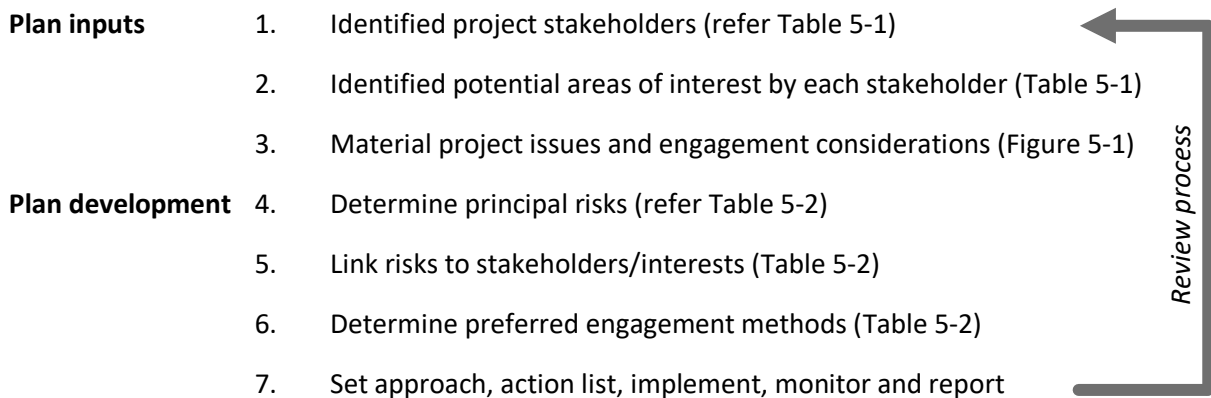 Plan inputs 1. Identified project stakeholders (refer Table 5-1)
2. Identified potential areas of interest by each stakeholder (Table 5-1)
3. Material project issues and engagement considerations (Figure 5-1)
Plan development 4. Determine principal risks (refer Table 5-2)
5. Link risks to stakeholders/interests (Table 5-2)
6. Determine preferred engagement methods (Table 5-2)
7. Set approach, action list, implement, monitor and report
Review process